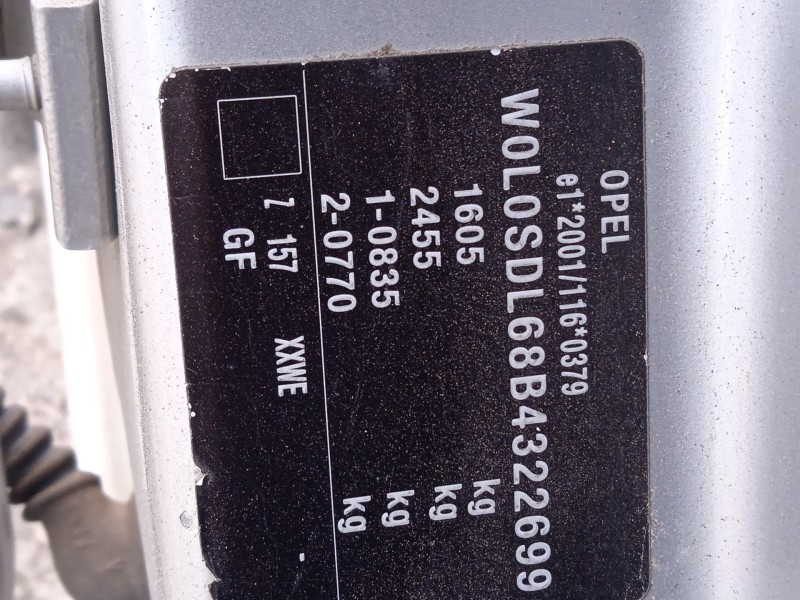 OPEL
e1*2001/116*0379
W0L0SDL68B4322699
1605 kg
2455 kg
1-0835 kg
2-0770 kg
Z 157 XXWE
GF